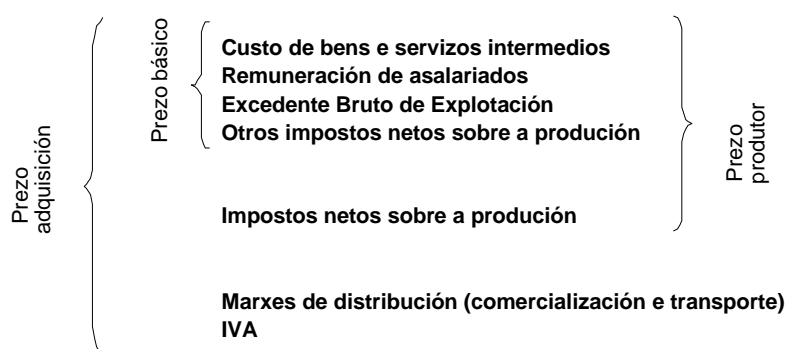 Prezo
adquisición
Prezo básico
Custo de bens e servizos intermedios
Remuneración de asalariados
Excedente Bruto de Explotación
Otros impostos netos sobre a produción
Prezo
produtor
Impostos netos sobre a produción
Marxes de distribución (comercialización e transporte)
IVA